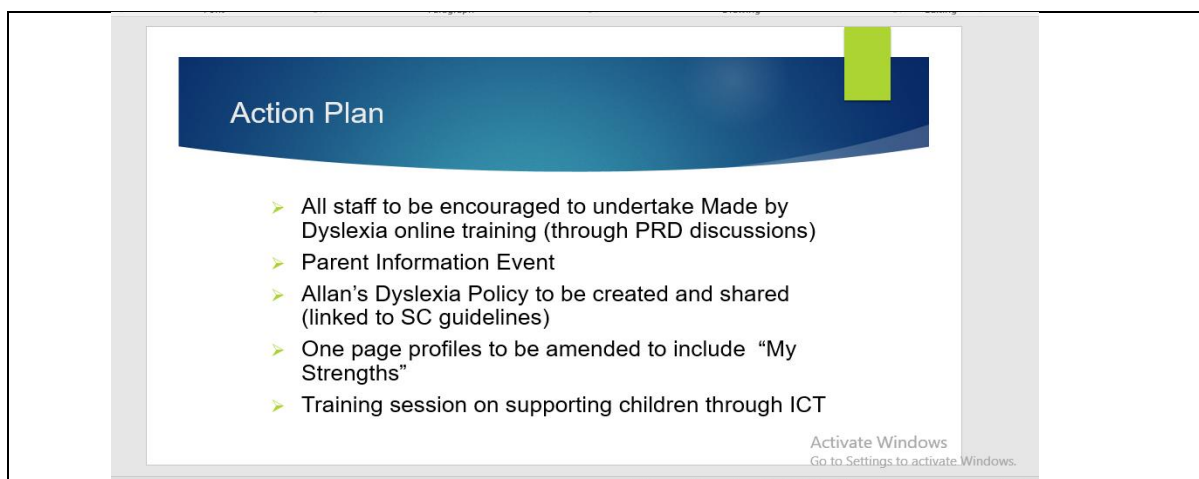 Action Plan
➢ All staff to be encouraged to undertake Made by
Dyslexia online training (through PRD discussions)
➢ Parent Information Event
➢ Allan’s Dyslexia Policy to be created and shared
(linked to SC guidelines)
➢ One page profiles to be amended to include “My
Strengths”
➢ Training session on supporting children through ICT
Activate Windows
Go to Settings to activate Windows.